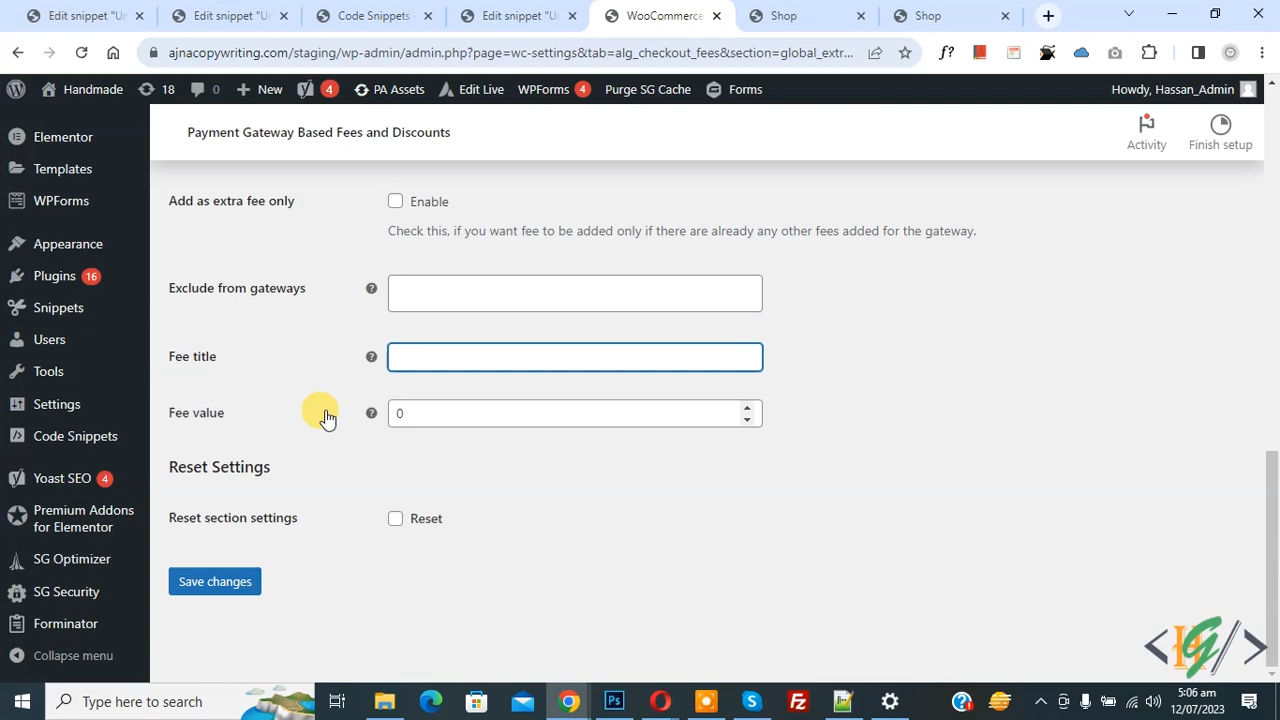 Edit snippet "Ur
Edit snippet "Ur
Code Snippets
Edit snippet "Ur
WooCommerce
Shop
Shop
ajnacopywriting.com/staging/wp-admin/admin.php?page=wc-settings&tab=alg_checkout_fees&section=global_extr...
Handmade
18
0
New
4
PA Assets
Edit Live
WPForms 4
Purge SG Cache
Forms
Howdy, Hassan_Admin
Elementor
Templates
WPForms
Appearance
Plugins 16
Snippets
Users
Tools
Settings
Code Snippets
Yoast SEO 4
Premium Addons
for Elementor
SG Optimizer
SG Security
Forminator
Collapse menu
Payment Gateway Based Fees and Discounts
Activity
Finish setup
Add as extra fee only
Enable
Check this, if you want fee to be added only if there are already any other fees added for the gateway.
Exclude from gateways
Fee title
Fee value
0
Reset Settings
Reset section settings
Reset
Save changes
Type here to search
5:06 am
12/07/2023